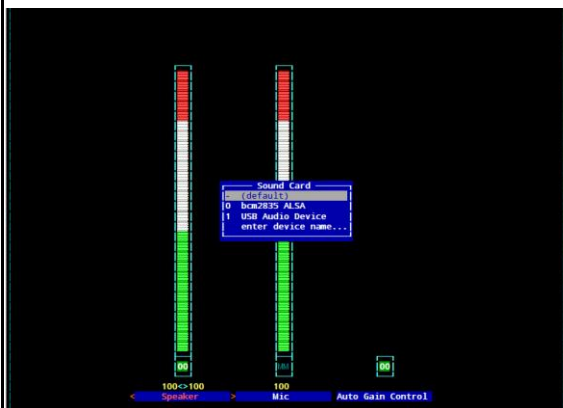 Sound Card
- (default)
0 bcm2835 ALSA
1 USB Audio Device
enter device name...
00
MM
00
100<>100
100
< Speaker >
Mic
Auto Gain Control